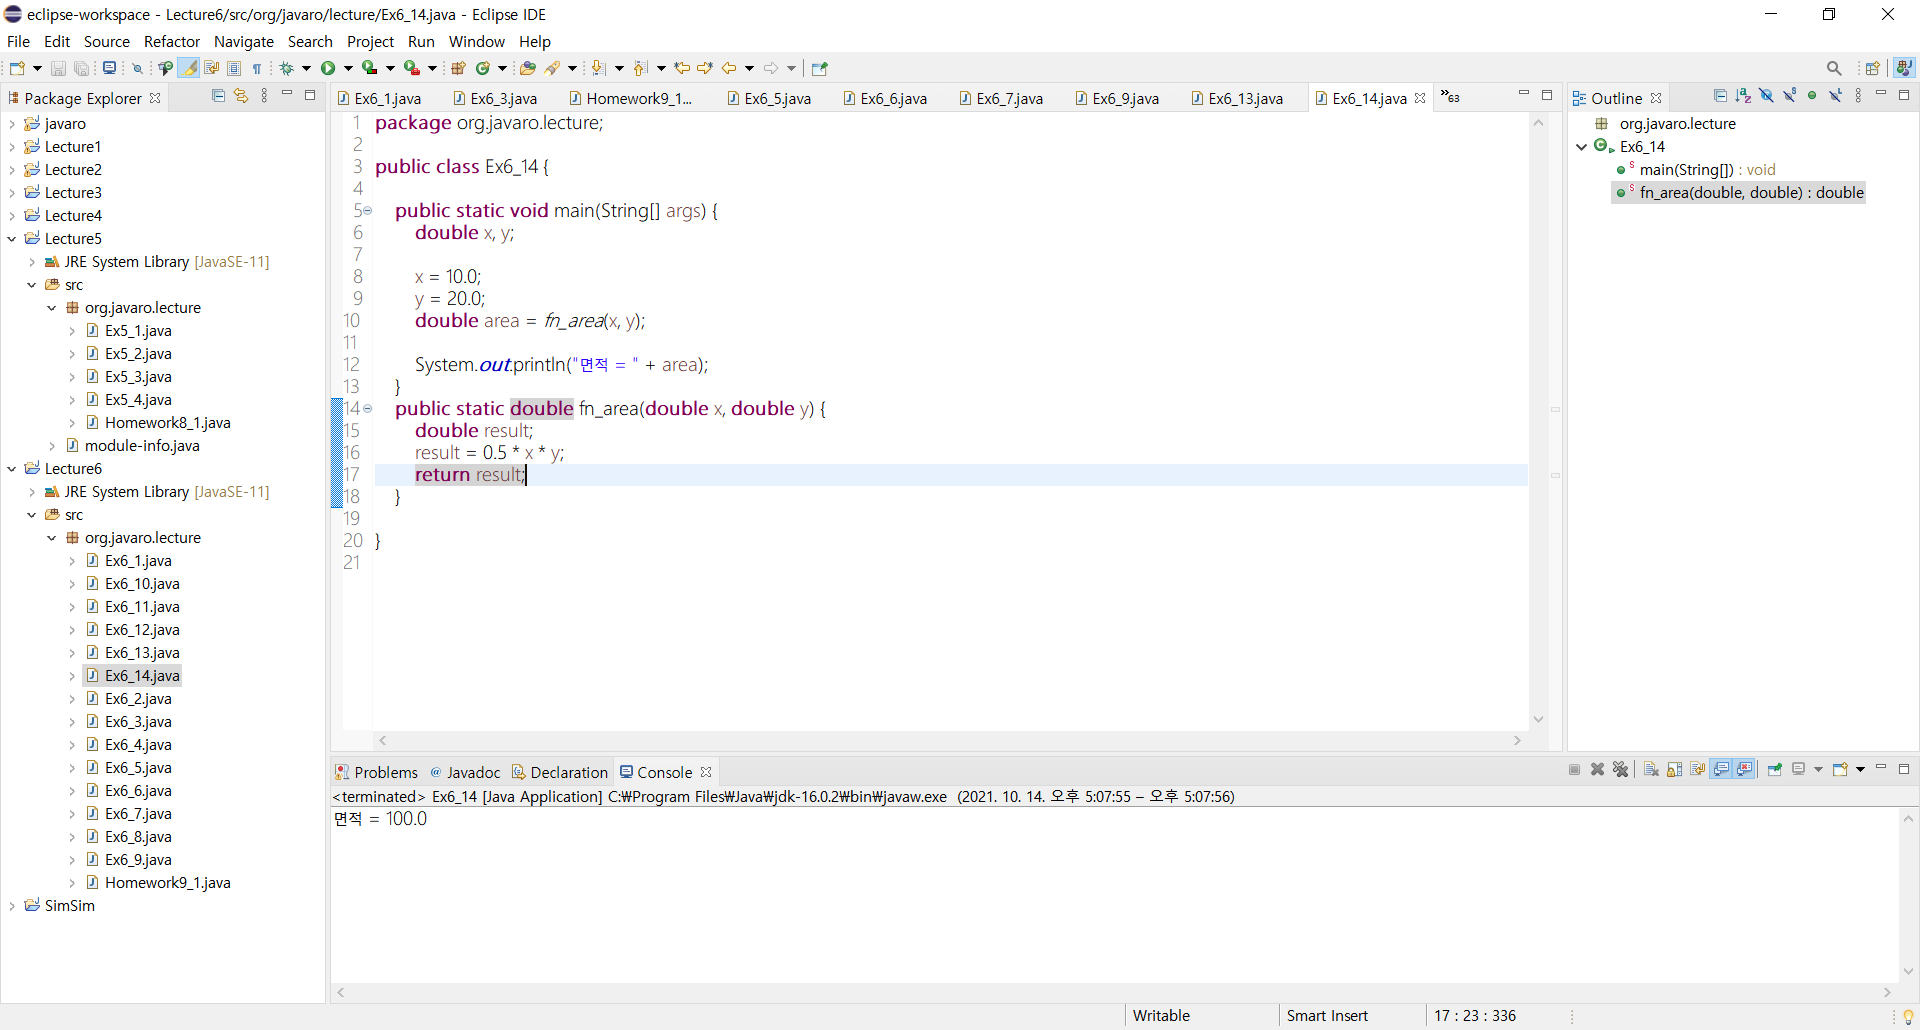 eclipse-workspace - Lecture6/src/org/javaro/lecture/Ex6_14.java - Eclipse IDE
File Edit Source Refactor Navigate Search Project Run Window Help
Package Explorer
javaro
Lecture1
Lecture2
Lecture3
Lecture4
Lecture5
JRE System Library [JavaSE-11]
src
org.javaro.lecture
Ex5_1.java
Ex5_2.java
Ex5_3.java
Ex5_4.java
Homework8_1.java
module-info.java
Lecture6
JRE System Library [JavaSE-11]
src
org.javaro.lecture
Ex6_1.java
Ex6_10.java
Ex6_11.java
Ex6_12.java
Ex6_13.java
Ex6_14.java
Ex6_2.java
Ex6_3.java
Ex6_4.java
Ex6_5.java
Ex6_6.java
Ex6_7.java
Ex6_8.java
Ex6_9.java
Homework9_1.java
SimSim
Ex6_1.java Ex6_3.java Homework9_1... Ex6_5.java Ex6_6.java Ex6_7.java Ex6_9.java Ex6_13.java Ex6_14.java »63
1 package org.javaro.lecture;
2
3 public class Ex6_14 {
4
5 public static void main(String[] args) {
6 double x, y;
7
8 x = 10.0;
9 y = 20.0;
10 double area = fn_area(x, y);
11
12 System.out.println("면적 = " + area);
13 }
14 public static double fn_area(double x, double y) {
15 double result;
16 result = 0.5 * x * y;
17 return result;
18 }
19
20 }
21
Outline
org.javaro.lecture
Ex6_14
main(String[]) : void
fn_area(double, double) : double
Problems @ Javadoc Declaration Console
<terminated> Ex6_14 [Java Application] C:₩Program Files₩Java₩jdk-16.0.2₩bin₩javaw.exe (2021. 10. 14. 오후 5:07:55 – 오후 5:07:56)
면적 = 100.0
Writable Smart Insert 17 : 23 : 336